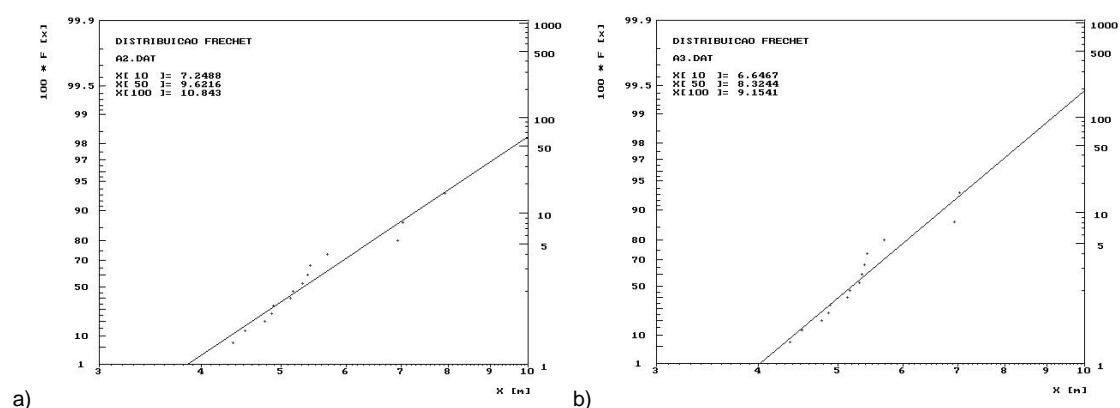 99.9
99.5
99
98
97
95
90
80
70
50
10
1
100 * F [x]
DISTRIBUICAO FRECHET
A2.DAT
X[ 10 ]= 7.2488
X[ 50 ]= 9.6216
X[100 ]= 10.843
1000
500
100
50
10
5
1
3 4 5 6 7 8 9 10
X [m]
a)
99.9
99.5
99
98
97
95
90
80
70
50
10
1
100 * F [x]
DISTRIBUICAO FRECHET
A3.DAT
X[ 10 ]= 6.6467
X[ 50 ]= 8.3244
X[100 ]= 9.1541
1000
500
100
50
10
5
1
3 4 5 6 7 8 9 10
X [m]
b)